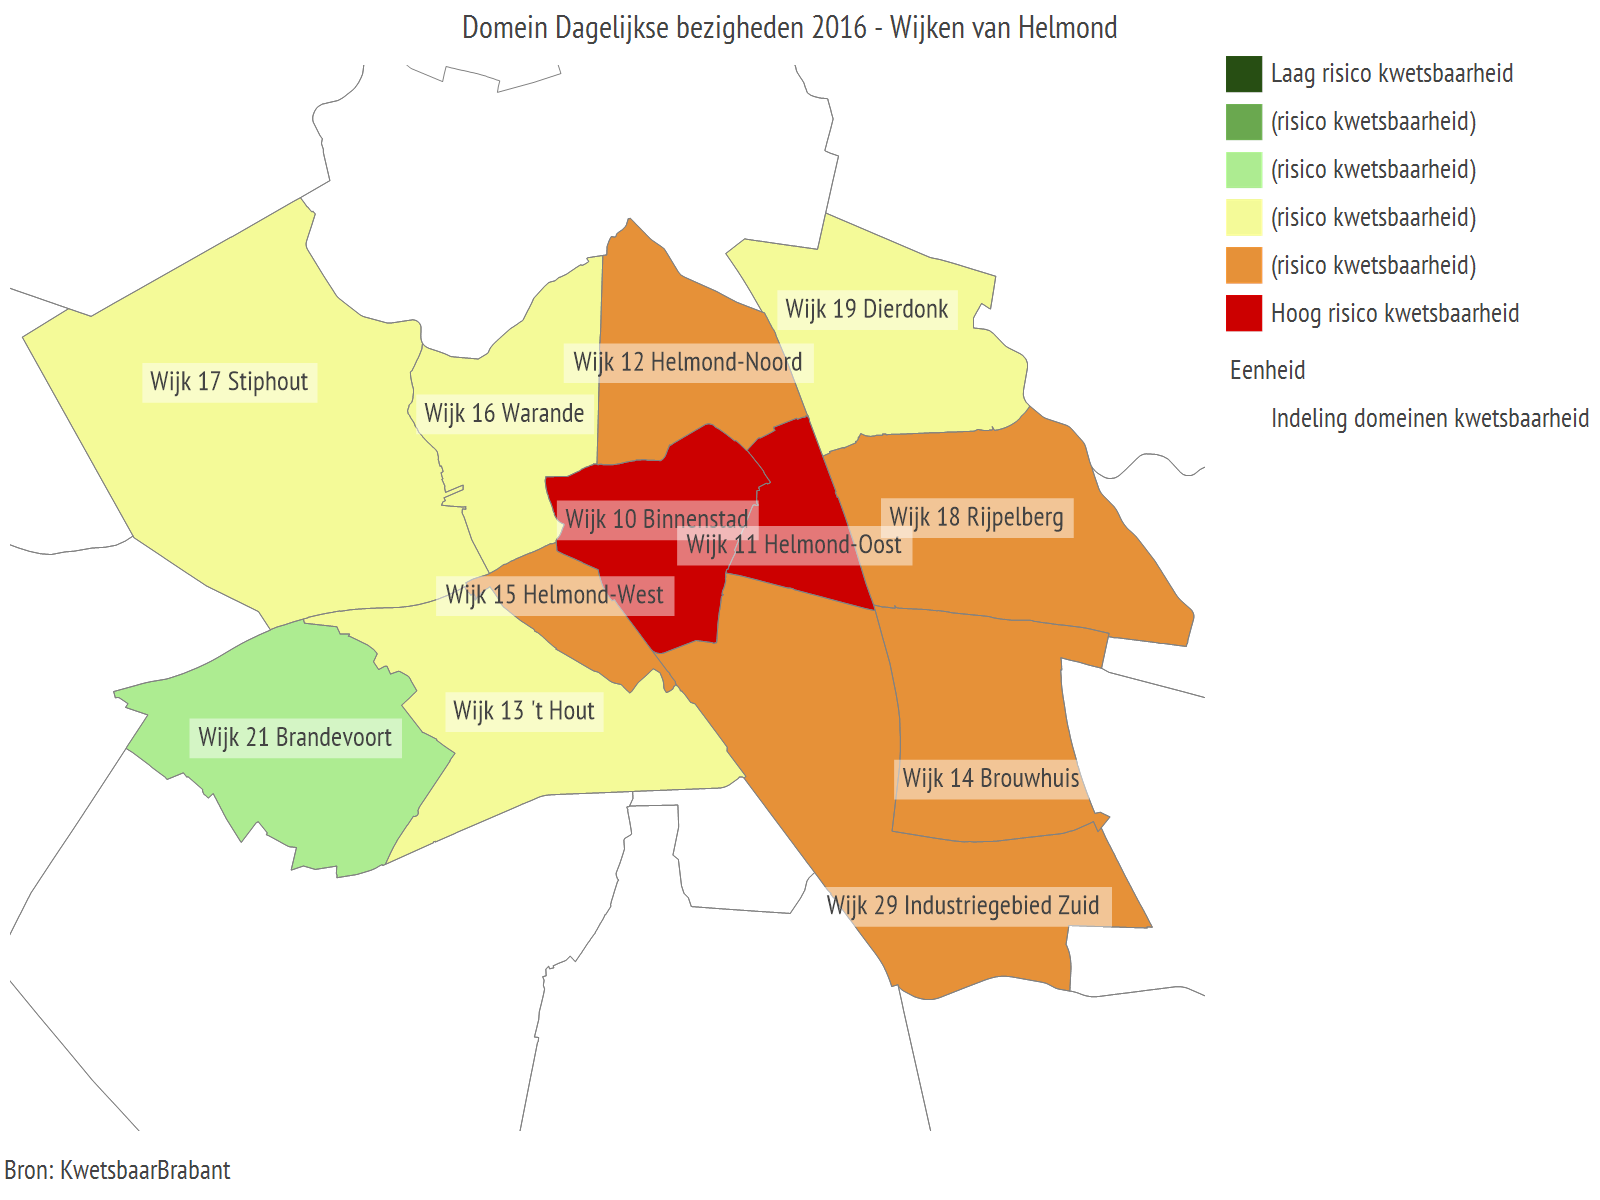 Domein Dagelijkse bezigheden 2016 - Wijken van Helmond
Laag risico kwetsbaarheid
(risico kwetsbaarheid)
(risico kwetsbaarheid)
(risico kwetsbaarheid)
(risico kwetsbaarheid)
Hoog risico kwetsbaarheid
Eenheid
Indeling domeinen kwetsbaarheid
Wijk 19 Dierdonk
Wijk 12 Helmond-Noord
Wijk 17 Stiphout
Wijk 16 Warande
Wijk 10 Binnenstad
Wijk 18 Rijpelberg
Wijk 11 Helmond-Oost
Wijk 15 Helmond-West
Wijk 13 't Hout
Wijk 21 Brandevoort
Wijk 14 Brouwhuis
Wijk 29 Industriegebied Zuid
Bron: KwetsbaarBrabant